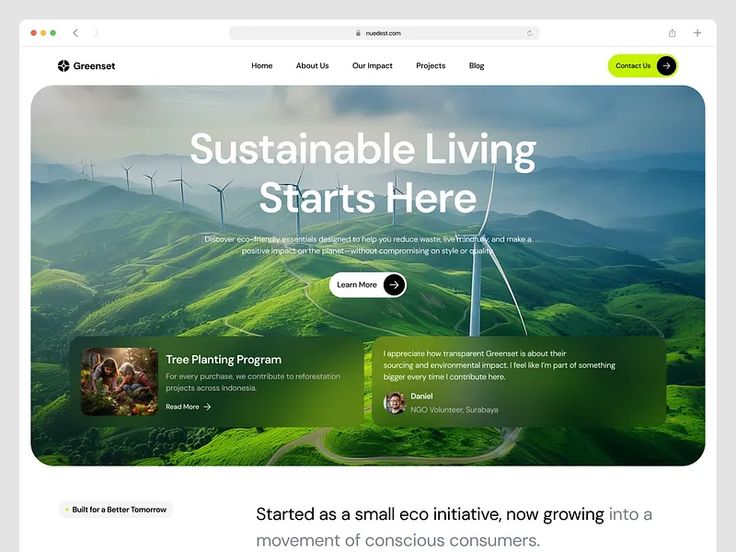 nuedest.com
Greenset
Home
About Us
Our Impact
Projects
Blog
Contact Us
Sustainable Living
Starts Here
Discover eco-friendly essentials designed to help you reduce waste, live mindfully, and make a
positive impact on the planet—without compromising on style or quality.
Learn More
Tree Planting Program
For every purchase, we contribute to reforestation
projects across Indonesia.
Read More
I appreciate how transparent Greenset is about their
sourcing and environmental impact. I feel like I'm part of something
bigger every time I contribute here.
Daniel
NGO Volunteer, Surabaya
Built for a Better Tomorrow
Started as a small eco initiative, now growing into a
movement of conscious consumers.